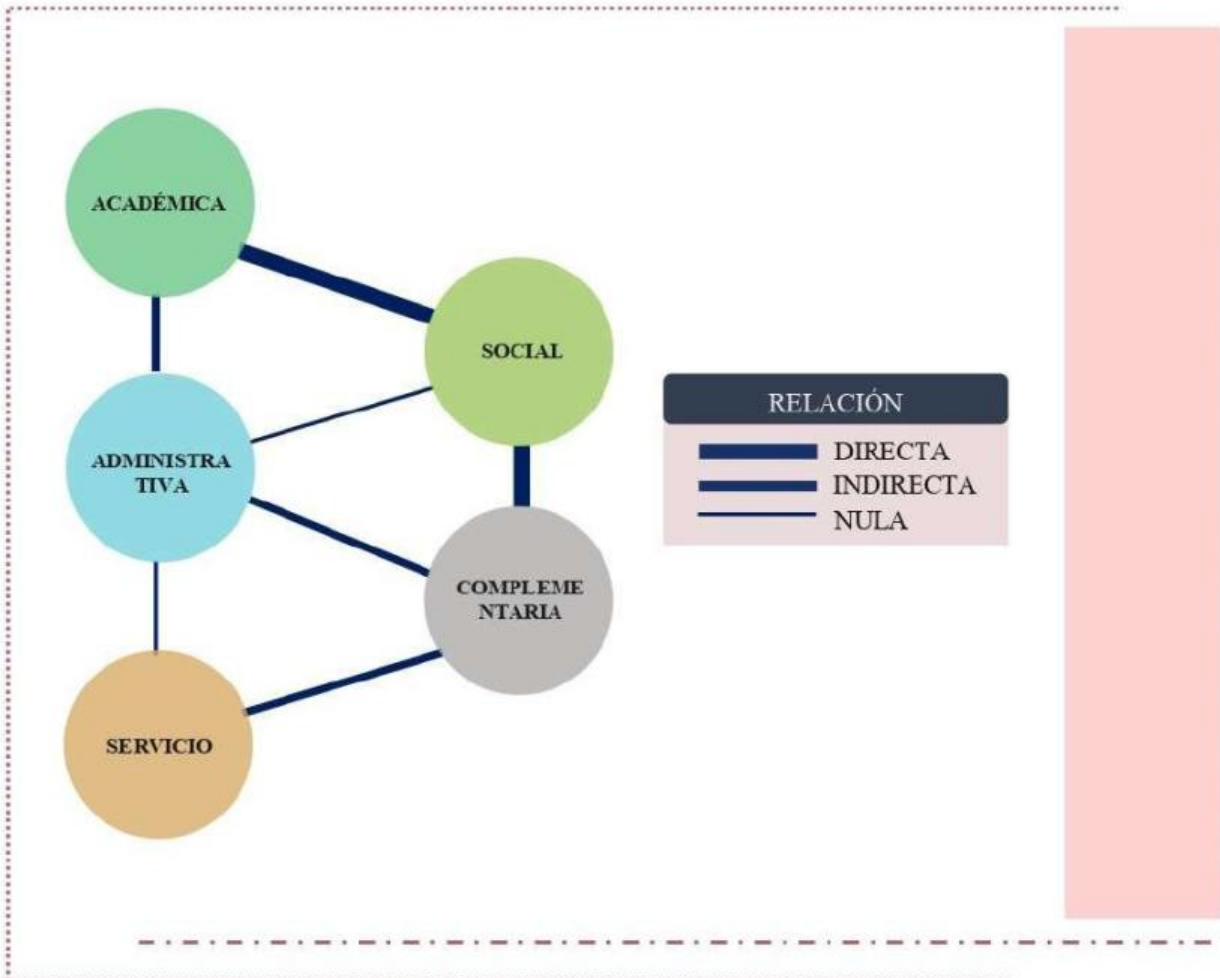 ACADÉMICA
SOCIAL
ADMINISTRA
TIVA
COMPLEME
NTARIA
SERVICIO
RELACIÓN
DIRECTA
INDIRECTA
NULA